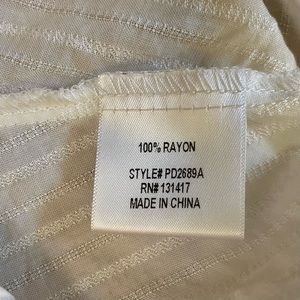 100% RAYON
STYLE# PD2689A
RN# 131417
MADE IN CHINA